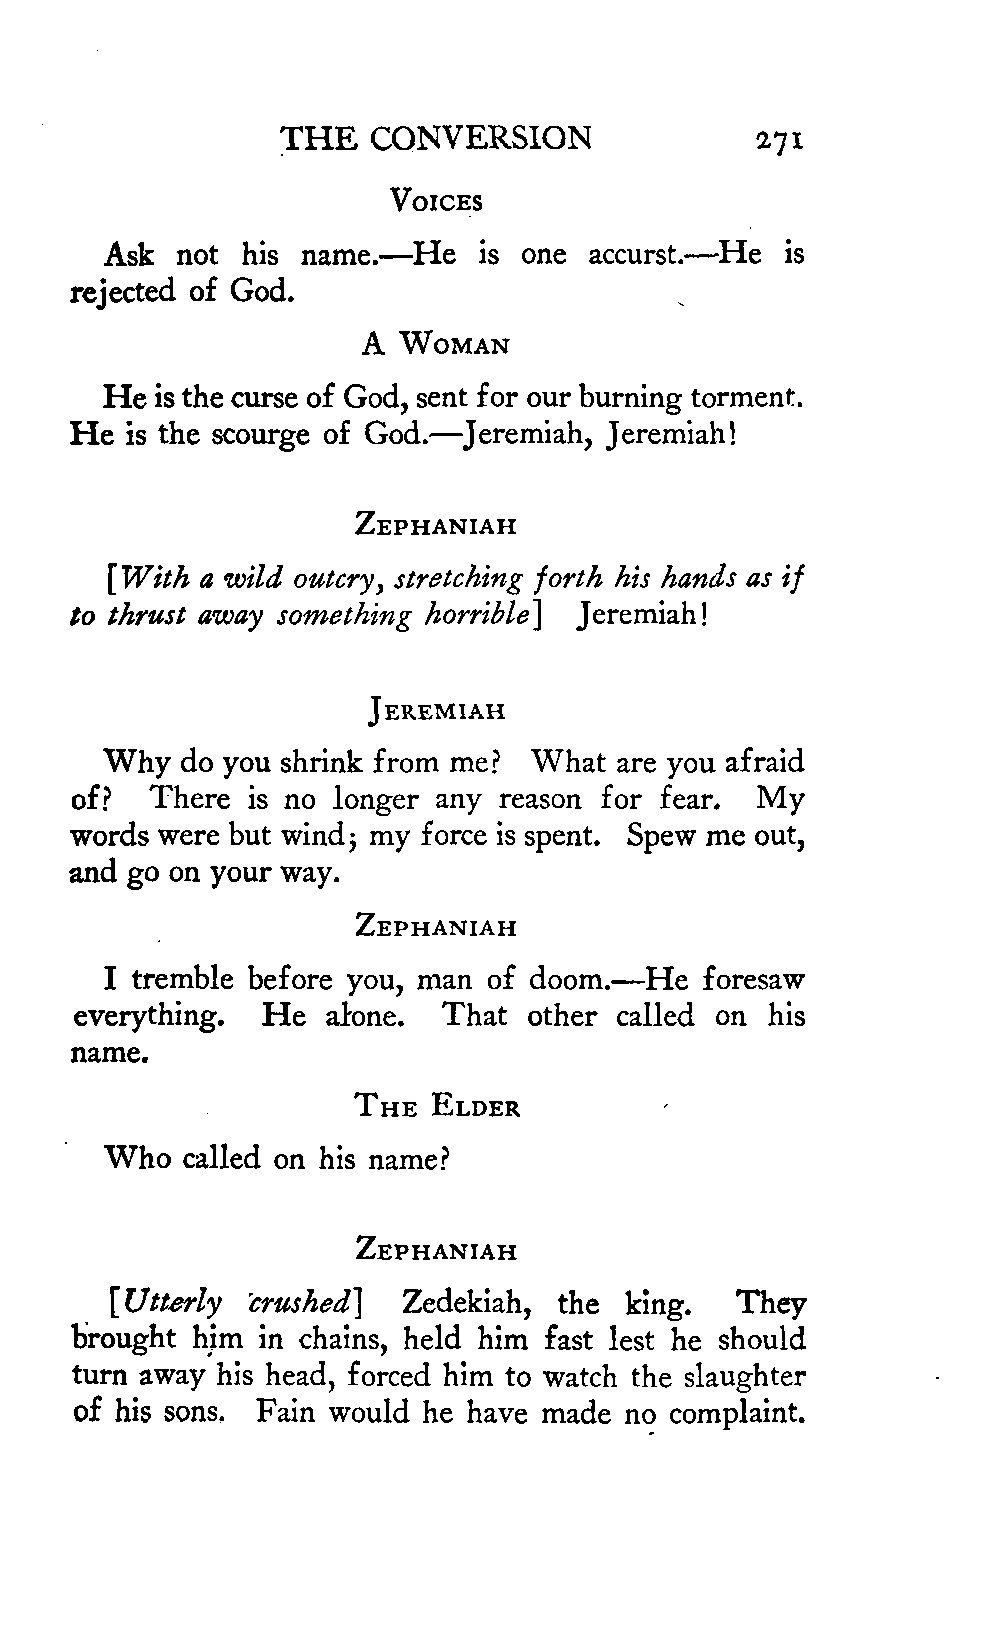 THE CONVERSION 271
Voices
Ask not his name.—He is one accurst.—He is
rejected of God.
A Woman
He is the curse of God, sent for our burning torment.
He is the scourge of God.—Jeremiah, Jeremiah!
Zephaniah
[With a wild outcry, stretching forth his hands as if
to thrust away something horrible] Jeremiah!
Jeremiah
Why do you shrink from me? What are you afraid
of? There is no longer any reason for fear. My
words were but wind; my force is spent. Spew me out,
and go on your way.
Zephaniah
I tremble before you, man of doom.—He foresaw
everything. He alone. That other called on his
name.
The Elder
Who called on his name?
Zephaniah
[Utterly crushed] Zedekiah, the king. They
brought him in chains, held him fast lest he should
turn away his head, forced him to watch the slaughter
of his sons. Fain would he have made no complaint.